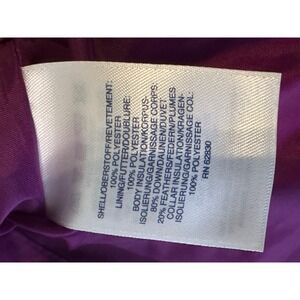 SHELL/OBERSTOFF/REVETEMENT:
100% POLYESTER
LINING/FUTTER/DOUBLURE:
100% POLYESTER
BODY INSULATION/KORPUS-
ISOLIERUNG/GARNISSAGE CORPS:
80% DOWN/DAUNEN/DUVET
20% FEATHERS/FEDERN/PLUMES
COLLAR INSULATION/KRAGEN-
ISOLIERUNG/GARNISSAGE COL:
100% POLYESTER
RN 62830